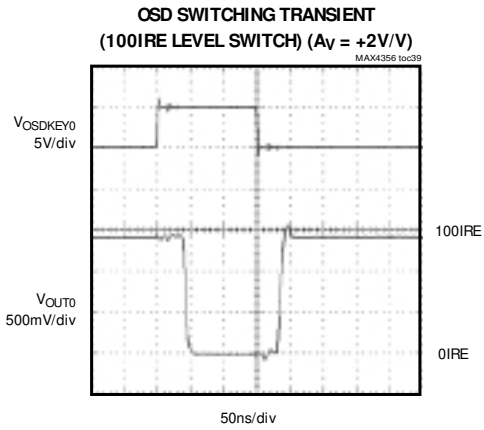 OSD SWITCHING TRANSIENT
(100IRE LEVEL SWITCH) (AV = +2V/V)
MAX4356 toc39
VOSDKEY0
5V/div
100IRE
VOUT0
500mV/div
0IRE
50ns/div